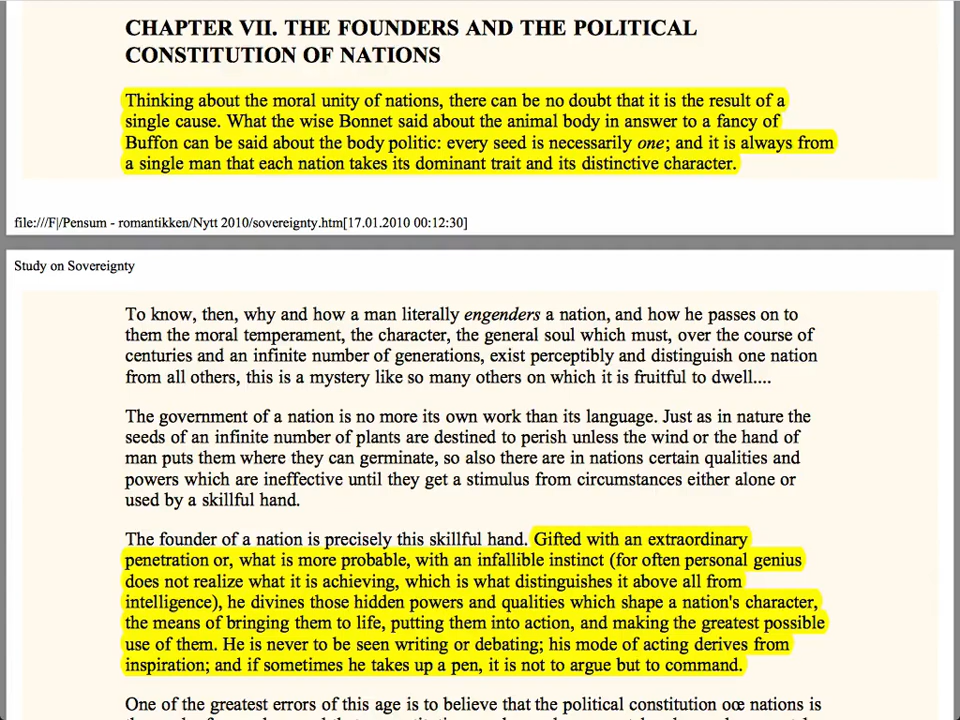 CHAPTER VII. THE FOUNDERS AND THE POLITICAL
CONSTITUTION OF NATIONS
Thinking about the moral unity of nations, there can be no doubt that it is the result of a
single cause. What the wise Bonnet said about the animal body in answer to a fancy of
Buffon can be said about the body politic: every seed is necessarily one; and it is always from
a single man that each nation takes its dominant trait and its distinctive character.
file:///F|/Pensum - romantikken/Nytt 2010/sovereignty.htm[17.01.2010 00:12:30]
Study on Sovereignty
To know, then, why and how a man literally engenders a nation, and how he passes on to
them the moral temperament, the character, the general soul which must, over the course of
centuries and an infinite number of generations, exist perceptibly and distinguish one nation
from all others, this is a mystery like so many others on which it is fruitful to dwell....
The government of a nation is no more its own work than its language. Just as in nature the
seeds of an infinite number of plants are destined to perish unless the wind or the hand of
man puts them where they can germinate, so also there are in nations certain qualities and
powers which are ineffective until they get a stimulus from circumstances either alone or
used by a skillful hand.
The founder of a nation is precisely this skillful hand. Gifted with an extraordinary
penetration or, what is more probable, with an infallible instinct (for often personal genius
does not realize what it is achieving, which is what distinguishes it above all from
intelligence), he divines those hidden powers and qualities which shape a nation's character,
the means of bringing them to life, putting them into action, and making the greatest possible
use of them. He is never to be seen writing or debating; his mode of acting derives from
inspiration; and if sometimes he takes up a pen, it is not to argue but to command.
One of the greatest errors of this age is to believe that the political constitution oœ nations is